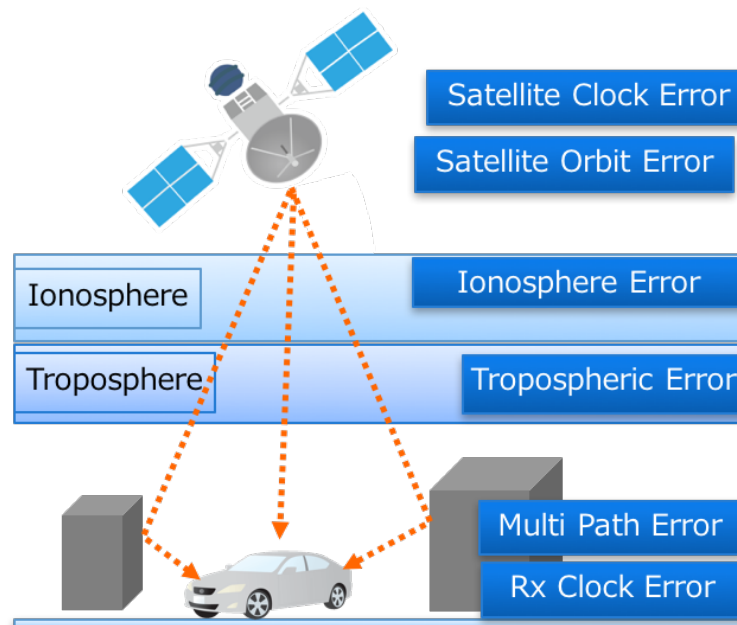 Satellite Clock Error
Satellite Orbit Error
Ionosphere
Ionosphere Error
Troposphere
Tropospheric Error
Multi Path Error
Rx Clock Error